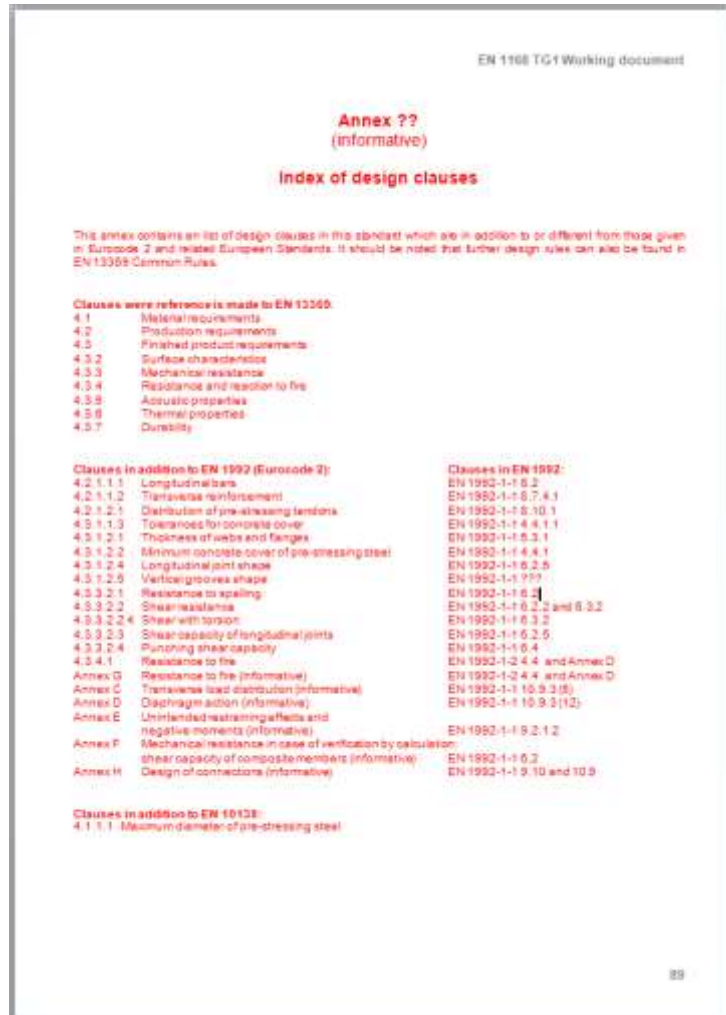 EN 1168 TG1 Working document
Annex ??
(informative)
Index of design clauses
This annex contains an list of design clauses in this standard which are in addition to or different from those given
in Eurocode 2 and related European Standards. It should be noted that further design rules can also be found in
EN 13369 Common Rules.
Clauses were reference is made to EN 13369:
4.1 Material requirements
4.2 Production requirements
4.3 Finished product requirements
4.3.2 Surface characteristics
4.3.3 Mechanical resistance
4.3.4 Resistance and reaction to fire
4.3.5 Acoustic properties
4.3.6 Thermal properties
4.3.7 Durability
Clauses in addition to EN 1992 (Eurocode 2): Clauses in EN 1992:
4.2.1.1.1 Longitudinal bars EN 1992-1-1 8.2
4.2.1.1.2 Transverse reinforcement EN 1992-1-1 8.7.4.1
4.2.1.2.1 Distribution of pre-stressing tendons EN 1992-1-1 8.10.1
4.3.1.1.3 Tolerances for concrete cover EN 1992-1-1 4.4.1.1
4.3.1.2.1 Thickness of webs and flanges EN 1992-1-1 5.3.1
4.3.1.2.2 Minimum concrete cover of pre-stressing steel EN 1992-1-1 4.4.1
4.3.1.2.4 Longitudinal joint shape EN 1992-1-1 6.2.5
4.3.1.2.5 Vertical grooves shape EN 1992-1-1 ???
4.3.3.2.1 Resistance to spalling EN 1992-1-1 6.2
4.3.3.2.2 Shear resistance EN 1992-1-1 6.2.2 and 6.3.2
4.3.3.2.2.4 Shear with torsion EN 1992-1-1 6.3.2
4.3.3.2.3 Shear capacity of longitudinal joints EN 1992-1-1 6.2.5
4.3.3.2.4 Punching shear capacity EN 1992-1-1 6.4
4.3.4.1 Resistance to fire EN 1992-1-2 4.4 and Annex D
Annex G Resistance to fire (informative) EN 1992-1-2 4.4 and Annex D
Annex C Transverse load distribution (informative) EN 1992-1-1 10.9.3 (5)
Annex D Diaphragm action (informative) EN 1992-1-1 10.9.3 (12)
Annex E Unintended restraining effects and
negative moments (informative) EN 1992-1-1 9.2.1.2
Annex F Mechanical resistance in case of verification by calculation:
shear capacity of composite members (informative) EN 1992-1-1 6.2
Annex H Design of connections (informative) EN 1992-1-1 9.10 and 10.9
Clauses in addition to EN 10138:
4.1.1.1 Maximum diameter of pre-stressing steel
89